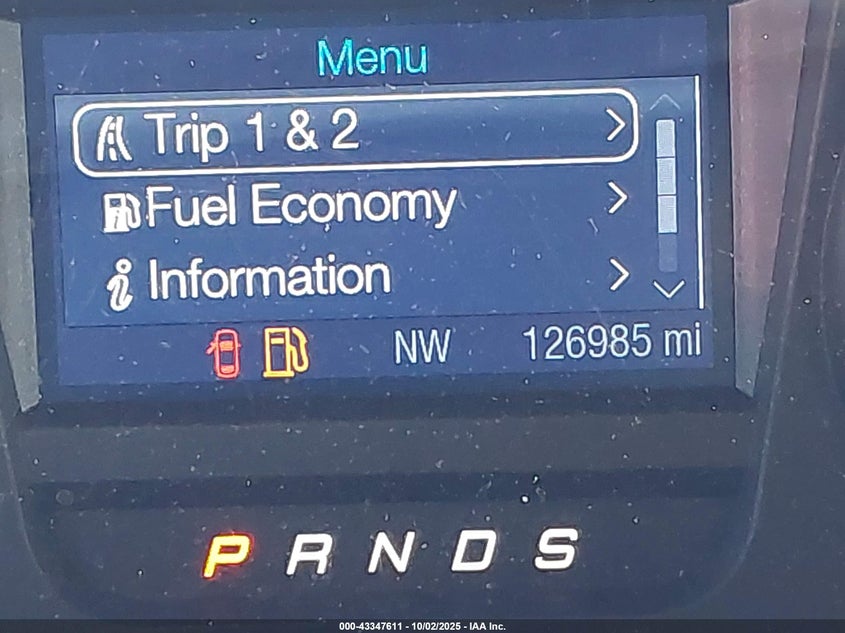 Menu
Trip 1 & 2
Fuel Economy
Information
NW 126985 mi
P R N D S
000-43347611 - 10/02/2025 - IAA Inc.